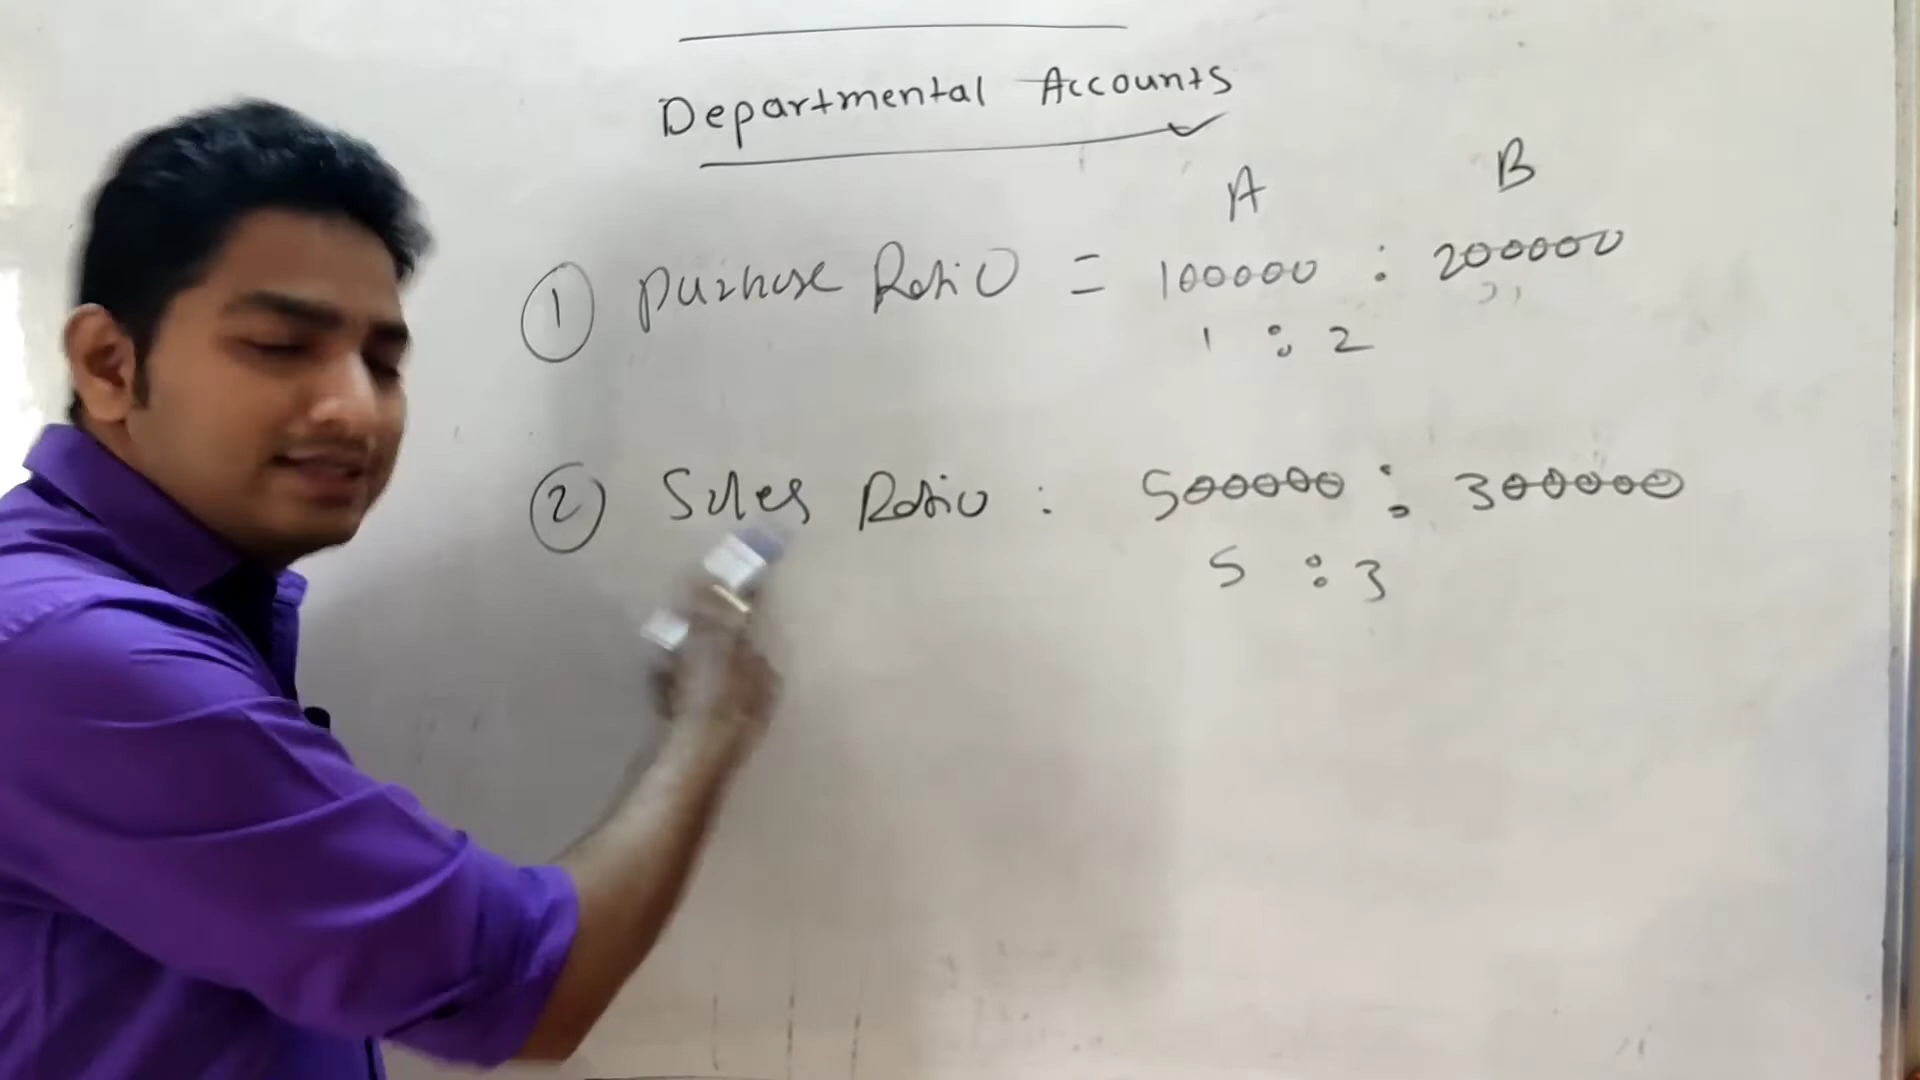 Departmental Accounts
A B
① Purchase Ratio = 100000 : 200000
1 : 2
② Sales Ratio : 500000 : 300000
5 : 3